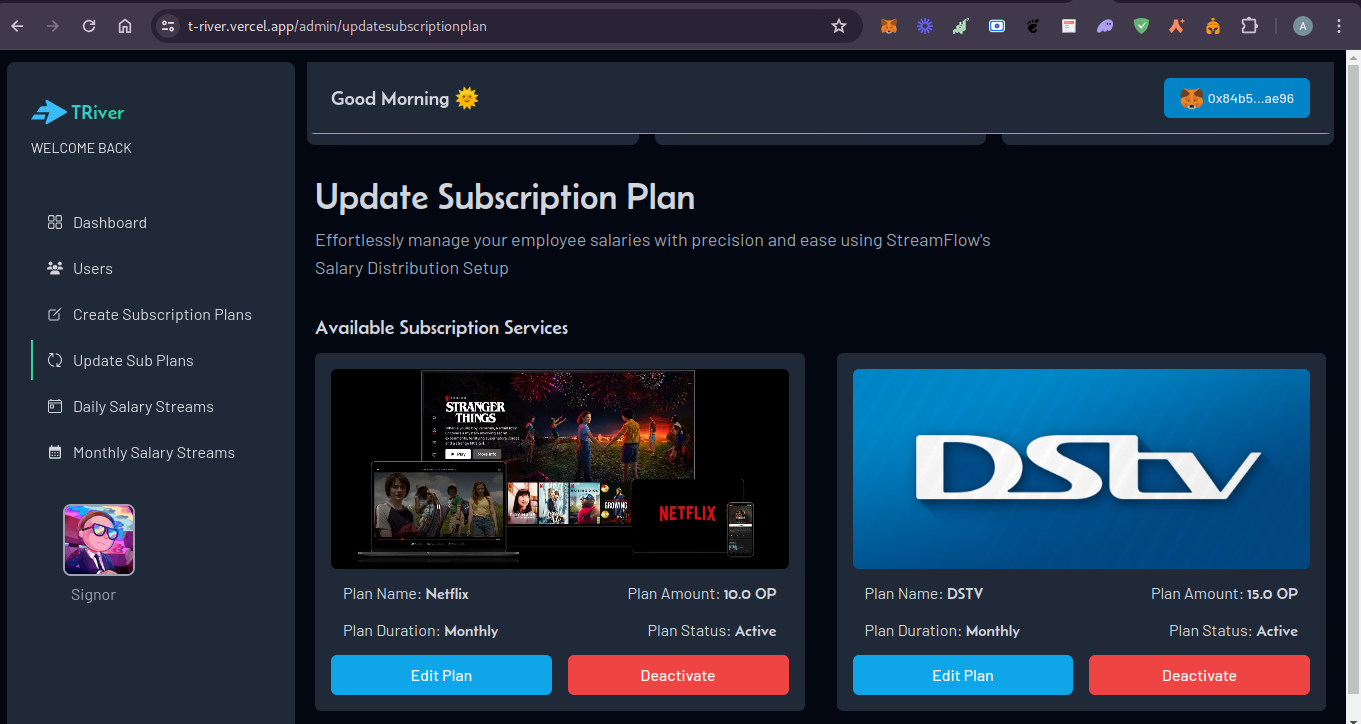 t-river.vercel.app/admin/updatesubscriptionplan
A
TRiver
WELCOME BACK
Dashboard
Users
Create Subscription Plans
Update Sub Plans
Daily Salary Streams
Monthly Salary Streams
Signor
Good Morning
0x84b5...ae96
Update Subscription Plan
Effortlessly manage your employee salaries with precision and ease using StreamFlow's
Salary Distribution Setup
Available Subscription Services
STRANGER
THINGS
Play
More Info
NETFLIX
Plan Name: Netflix
Plan Amount: 10.0 OP
Plan Duration: Monthly
Plan Status: Active
Edit Plan
Deactivate
DStv
Plan Name: DSTV
Plan Amount: 15.0 OP
Plan Duration: Monthly
Plan Status: Active
Edit Plan
Deactivate